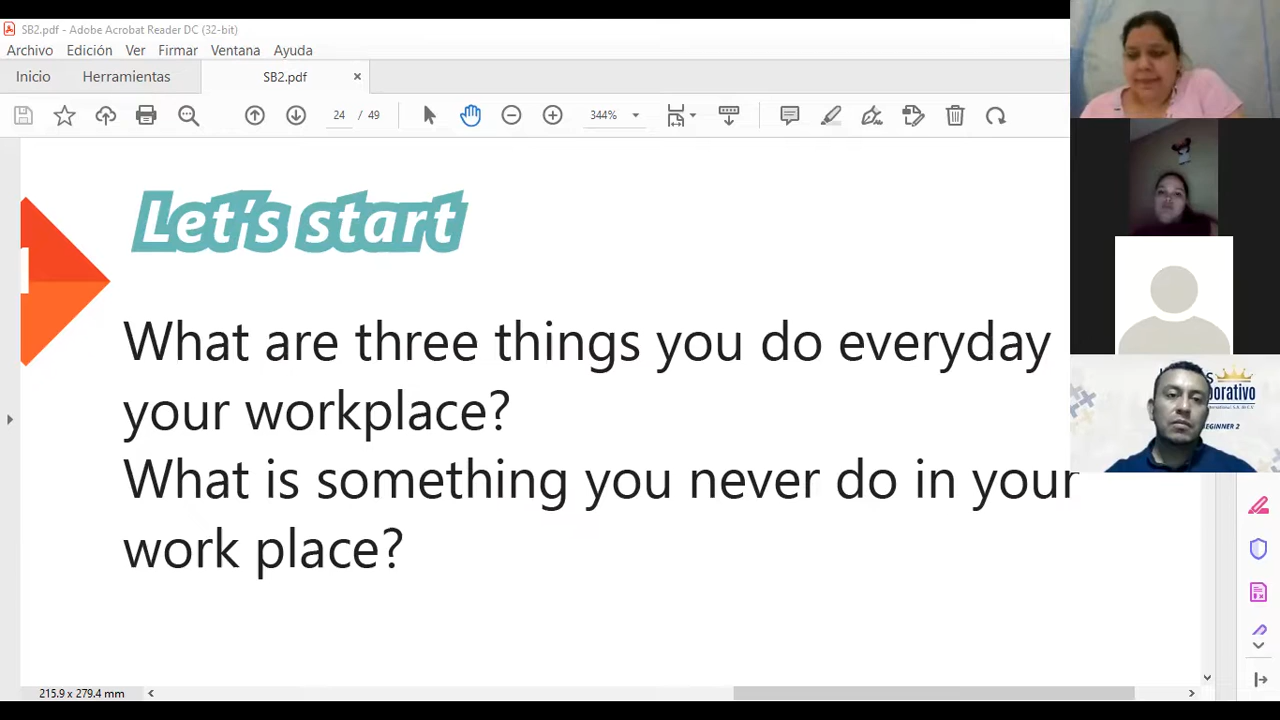 SB2.pdf - Adobe Acrobat Reader DC (32-bit)
Archivo Edición Ver Firmar Ventana Ayuda
Inicio Herramientas SB2.pdf ×
24 / 49 344%
Let's start
What are three things you do everyday
your workplace?
What is something you never do in your
work place?
215.9 x 279.4 mm
EGINNER 2